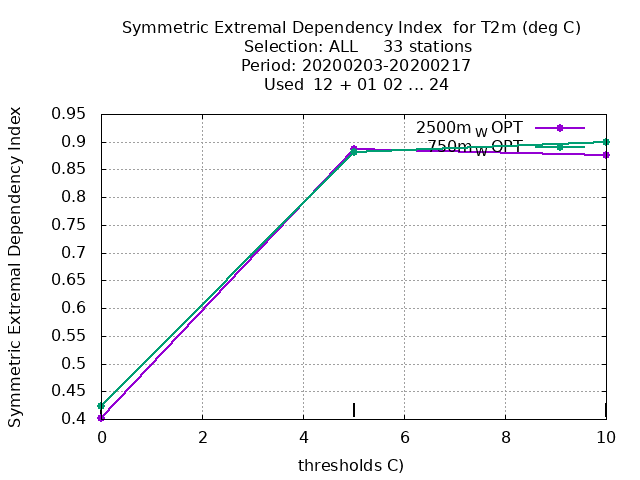 Symmetric Extremal Dependency Index  for T2m (deg C)
Selection: ALL     33 stations
Period: 20200203-20200217
Used  12 + 01 02 ... 24
Symmetric Extremal Dependency Index
0.95
0.9
0.85
0.8
0.75
0.7
0.65
0.6
0.55
0.5
0.45
0.4
2500m_WOPT
750m_WOPT
0 2 4 6 8 10
thresholds C)